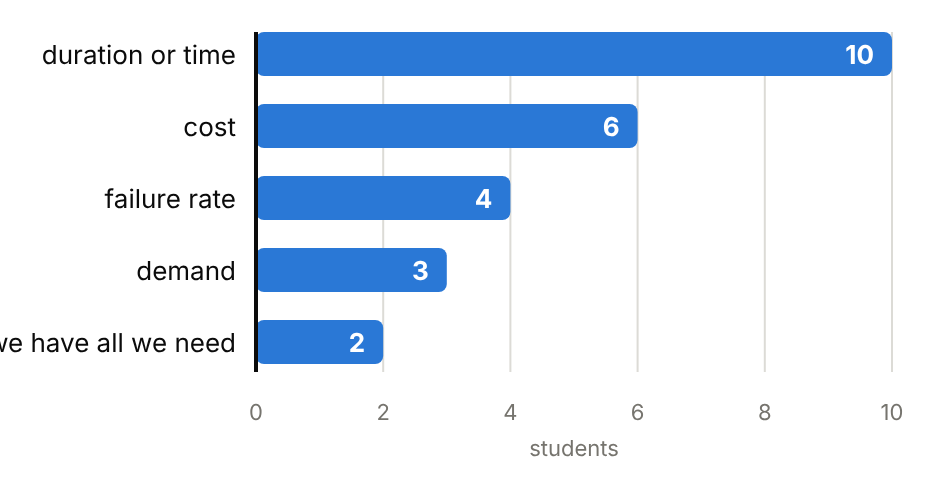 duration or time 10
cost 6
failure rate 4
demand 3
have all we need 2
0 2 4 6 8 10
students